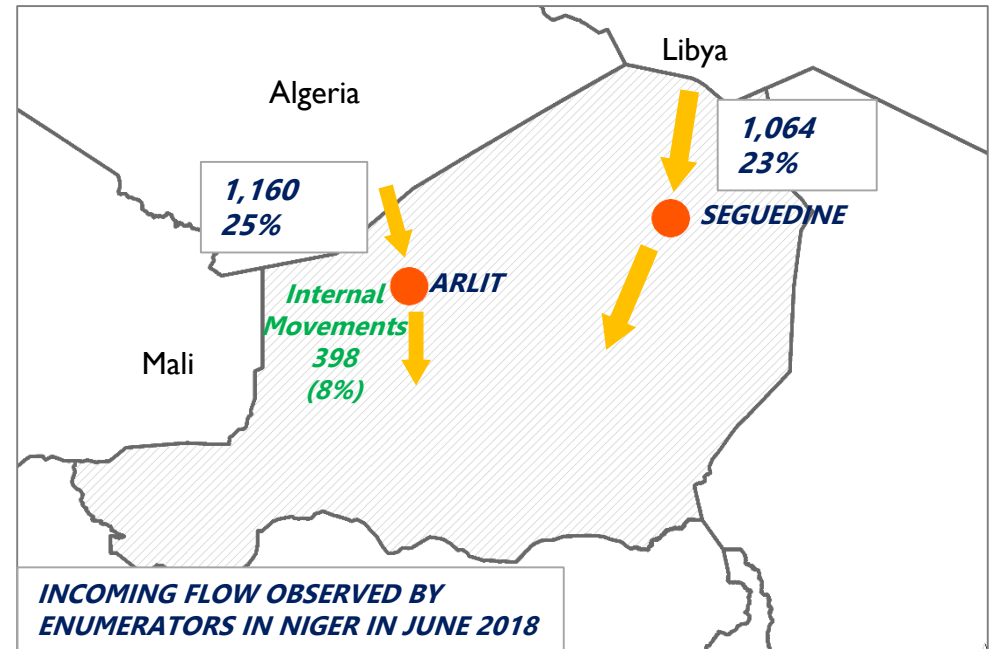 Libya
Algeria
1,064
23%
1,160
25%
SEGUEDINE
ARLIT
Internal
Movements
398
(8%)
Mali
INCOMING FLOW OBSERVED BY
ENUMERATORS IN NIGER IN JUNE 2018